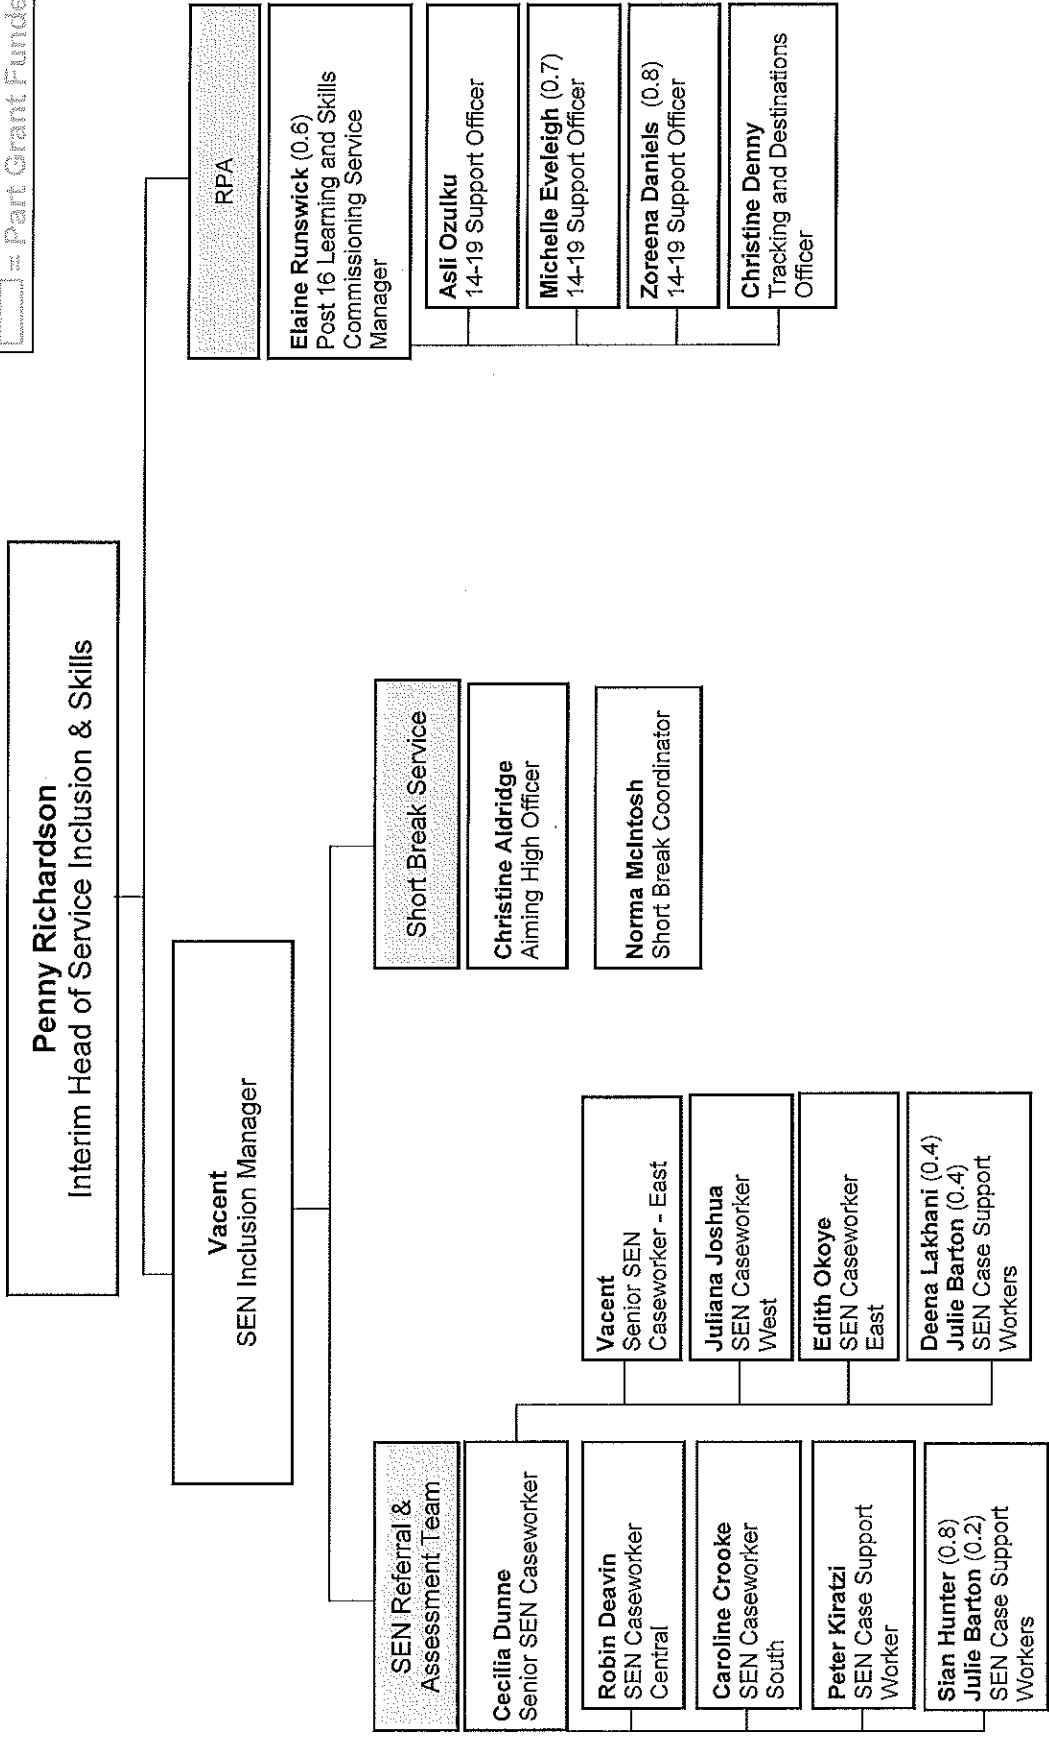 = Part Grant
Penny Richardson
Interim Head of Service Inclusion & Skills
Vacent
SEN Inclusion Manager
SEN Referral &
Assessment Team
Cecilia Dunne
Senior SEN Caseworker
Robin Deavin
SEN Caseworker
Central
Caroline Crooke
SEN Caseworker
South
Peter Kiratzi
SEN Case Support
Worker
Sian Hunter (0.8)
Julie Barton (0.2)
SEN Case Support
Workers
Vacent
Senior SEN
Caseworker - East
Juliana Joshua
SEN Caseworker
West
Edith Okoye
SEN Caseworker
East
Deena Lakhani (0.4)
Julie Barton (0.4)
SEN Case Support
Workers
Short Break Service
Christine Aldridge
Aiming High Officer
Norma McIntosh
Short Break Coordinator
RPA
Elaine Runswick (0.6)
Post 16 Learning and Skills
Commissioning Service
Manager
Asli Ozulku
14-19 Support Officer
Michelle Eveleigh (0.7)
14-19 Support Officer
Zoreena Daniels (0.8)
14-19 Support Officer
Christine Denny
Tracking and Destinations
Officer